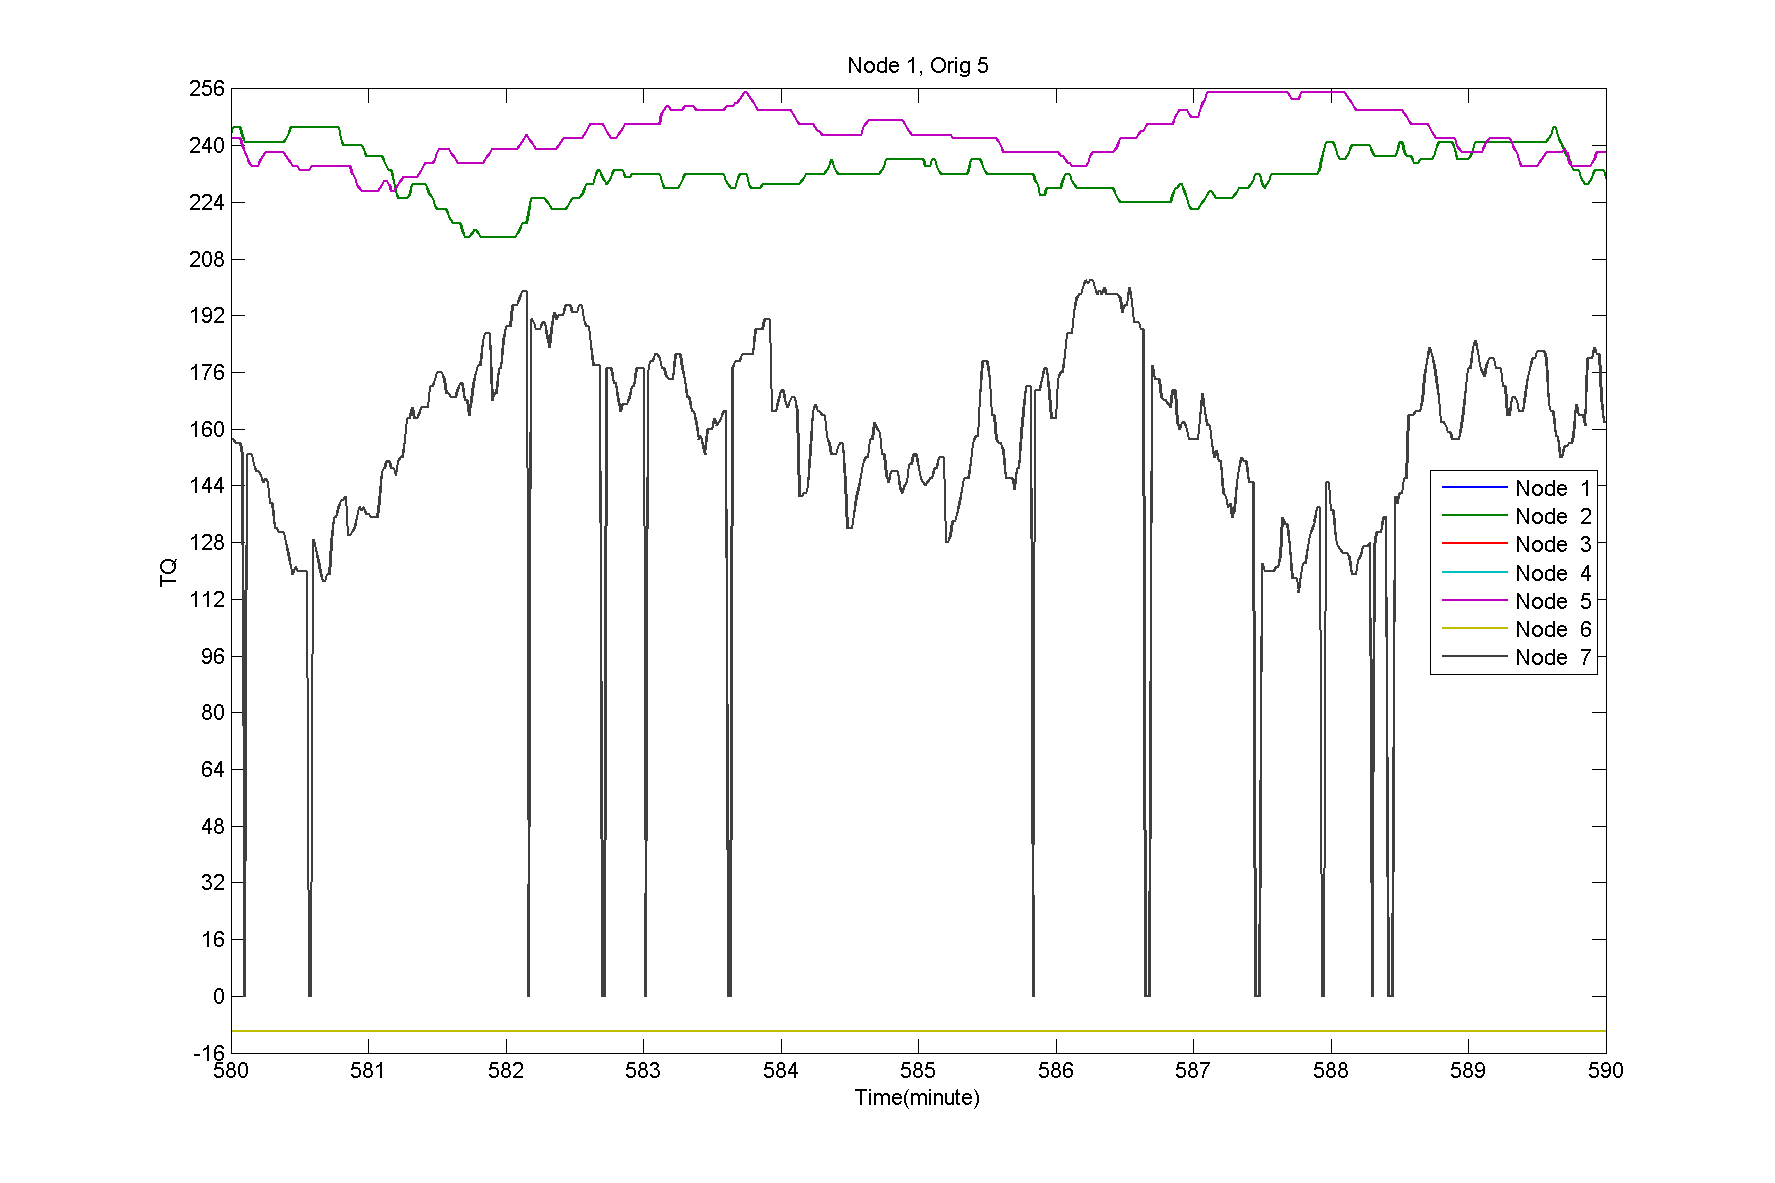 Node 1, Orig 5
256
240
224
208
192
176
160
144
128
112
96
80
64
48
32
16
0
-16
TQ
Node 1
Node 2
Node 3
Node 4
Node 5
Node 6
Node 7
580 581 582 583 584 585 586 587 588 589 590
Time(minute)